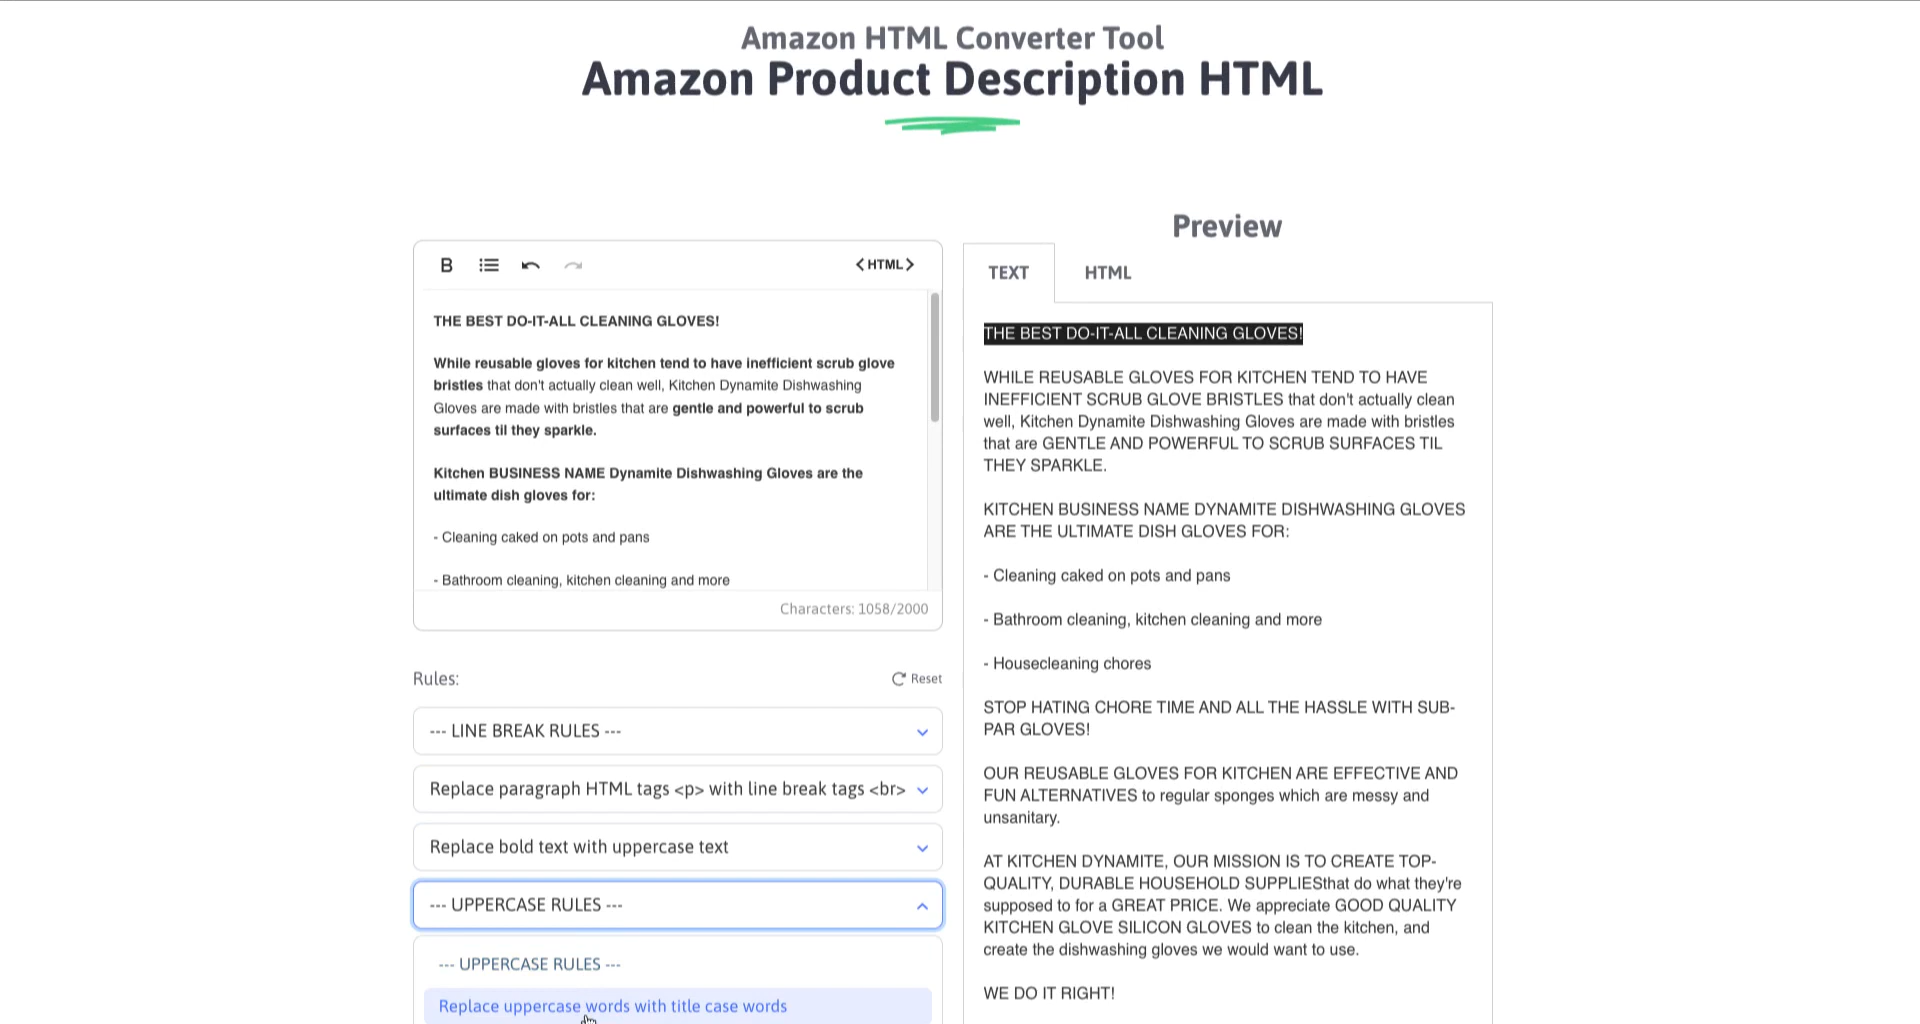 Amazon HTML Converter Tool
Amazon Product Description HTML
B <HTML>
THE BEST DO-IT-ALL CLEANING GLOVES!
While reusable gloves for kitchen tend to have inefficient scrub glove
bristles that don't actually clean well, Kitchen Dynamite Dishwashing
Gloves are made with bristles that are gentle and powerful to scrub
surfaces til they sparkle.
Kitchen BUSINESS NAME Dynamite Dishwashing Gloves are the
ultimate dish gloves for:
- Cleaning caked on pots and pans
- Bathroom cleaning, kitchen cleaning and more
Characters: 1058/2000
Rules:
Reset
--- LINE BREAK RULES ---
Replace paragraph HTML tags <p> with line break tags <br>
Replace bold text with uppercase text
--- UPPERCASE RULES ---
--- UPPERCASE RULES ---
Replace uppercase words with title case words
Preview
TEXT HTML
THE BEST DO-IT-ALL CLEANING GLOVES!
WHILE REUSABLE GLOVES FOR KITCHEN TEND TO HAVE
INEFFICIENT SCRUB GLOVE BRISTLES that don't actually clean
well, Kitchen Dynamite Dishwashing Gloves are made with bristles
that are GENTLE AND POWERFUL TO SCRUB SURFACES TIL
THEY SPARKLE.
KITCHEN BUSINESS NAME DYNAMITE DISHWASHING GLOVES
ARE THE ULTIMATE DISH GLOVES FOR:
- Cleaning caked on pots and pans
- Bathroom cleaning, kitchen cleaning and more
- Housecleaning chores
STOP HATING CHORE TIME AND ALL THE HASSLE WITH SUB-
PAR GLOVES!
OUR REUSABLE GLOVES FOR KITCHEN ARE EFFECTIVE AND
FUN ALTERNATIVES to regular sponges which are messy and
unsanitary.
AT KITCHEN DYNAMITE, OUR MISSION IS TO CREATE TOP-
QUALITY, DURABLE HOUSEHOLD SUPPLIESthat do what they're
supposed to for a GREAT PRICE. We appreciate GOOD QUALITY
KITCHEN GLOVE SILICON GLOVES to clean the kitchen, and
create the dishwashing gloves we would want to use.
WE DO IT RIGHT!